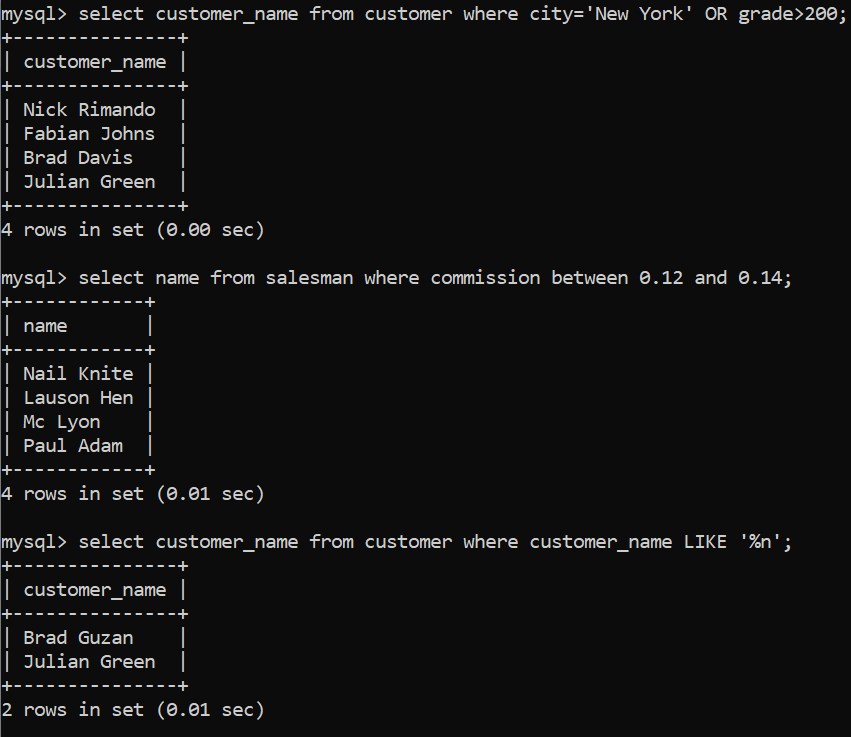 mysql> select customer_name from customer where city='New York' OR grade>200;
+---------------+
| customer_name |
+---------------+
| Nick Rimando  |
| Fabian Johns  |
| Brad Davis    |
| Julian Green  |
+---------------+
4 rows in set (0.00 sec)

mysql> select name from salesman where commission between 0.12 and 0.14;
+------------+
| name       |
+------------+
| Nail Knite |
| Lauson Hen |
| Mc Lyon    |
| Paul Adam  |
+------------+
4 rows in set (0.01 sec)

mysql> select customer_name from customer where customer_name LIKE '%n';
+---------------+
| customer_name |
+---------------+
| Brad Guzan    |
| Julian Green  |
+---------------+
2 rows in set (0.01 sec)